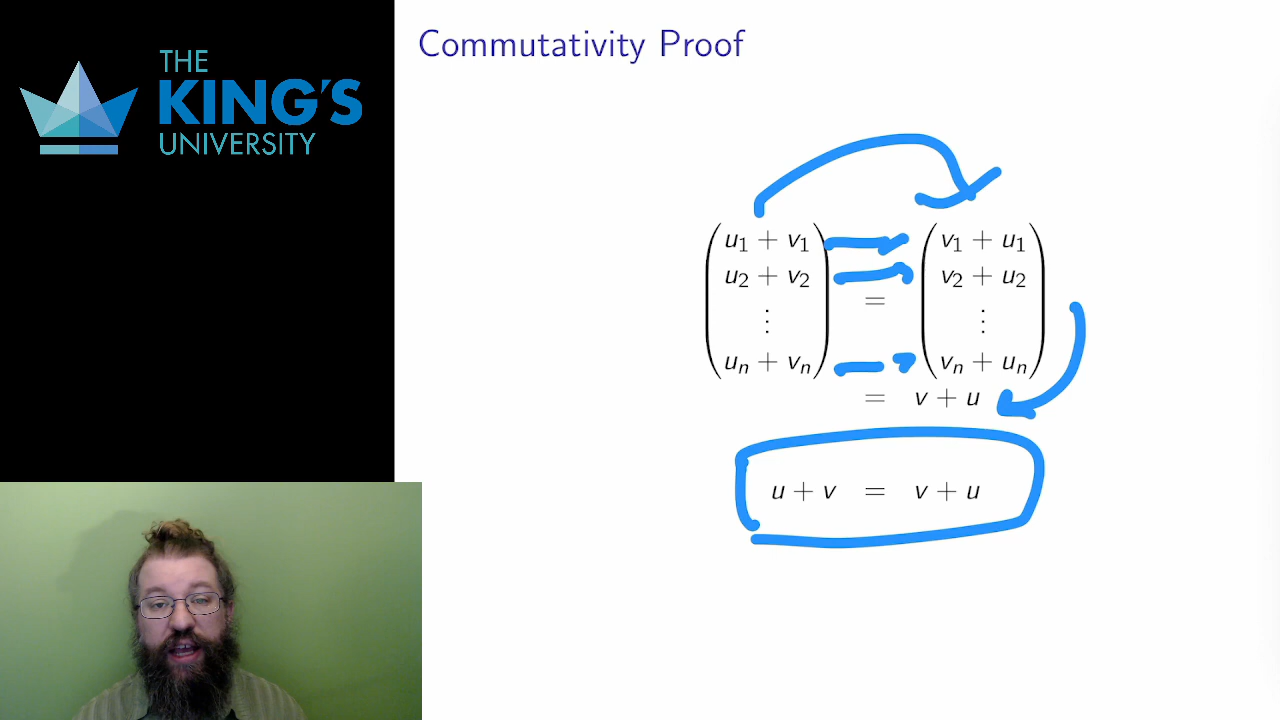 THE
KING'S
UNIVERSITY
Commutativity Proof
u₁ + v₁ v₁ + u₁
u₂ + v₂ v₂ + u₂
=
⋮ ⋮
uₙ + vₙ vₙ + uₙ
= v + u
u + v = v + u